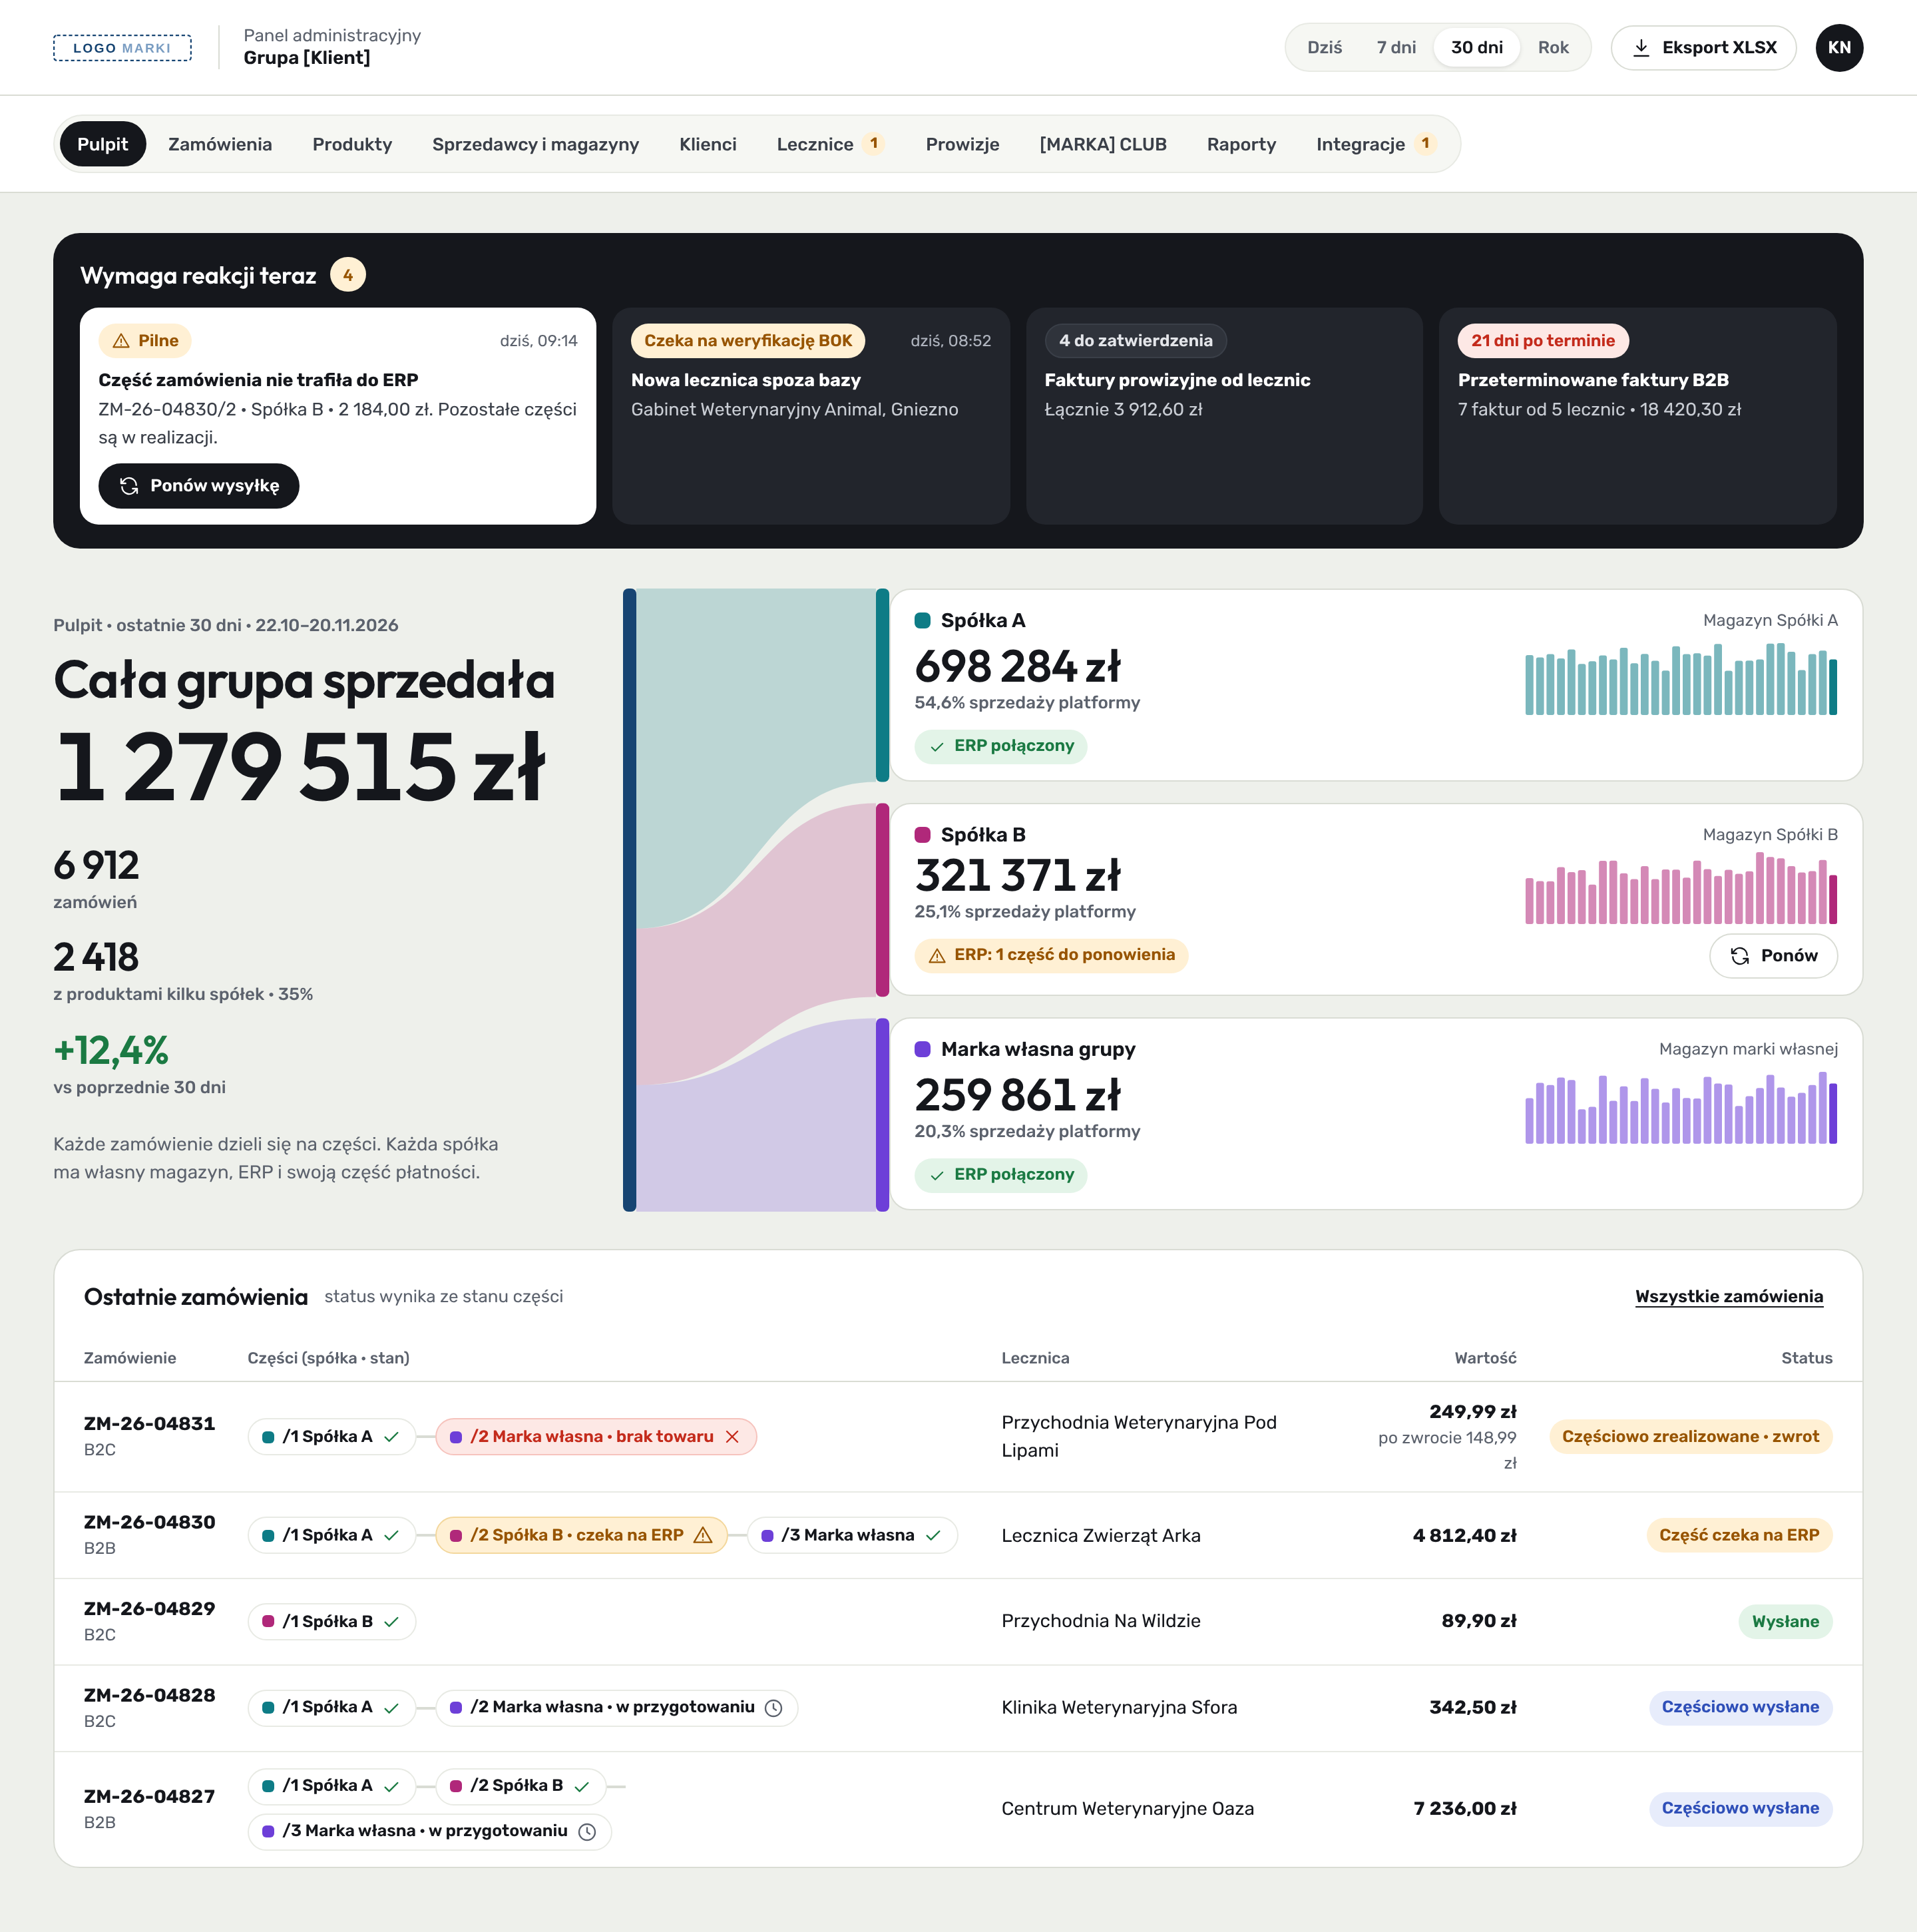 LOGO MARKI
Panel administracyjny
Grupa [Klient]
Dziś
7 dni
30 dni
Rok
Eksport XLSX
KN
Pulpit
Zamówienia
Produkty
Sprzedawcy i magazyny
Klienci
Lecznice 1
Prowizje
[MARKA] CLUB
Raporty
Integracje 1
Wymaga reakcji teraz 4
Pilne
dziś, 09:14
Część zamówienia nie trafiła do ERP
ZM-26-04830/2 • Spółka B • 2 184,00 zł. Pozostałe części
są w realizacji.
Ponów wysyłkę
Czeka na weryfikację BOK
dziś, 08:52
Nowa lecznica spoza bazy
Gabinet Weterynaryjny Animal, Gniezno
4 do zatwierdzenia
Faktury prowizyjne od lecznic
Łącznie 3 912,60 zł
21 dni po terminie
Przeterminowane faktury B2B
7 faktur od 5 lecznic • 18 420,30 zł
Pulpit • ostatnie 30 dni • 22.10–20.11.2026
Cała grupa sprzedała
1 279 515 zł
6 912
zamówień
2 418
z produktami kilku spółek • 35%
+12,4%
vs poprzednie 30 dni
Każde zamówienie dzieli się na części. Każda spółka
ma własny magazyn, ERP i swoją część płatności.
Spółka A
Magazyn Spółki A
698 284 zł
54,6% sprzedaży platformy
ERP połączony
Spółka B
Magazyn Spółki B
321 371 zł
25,1% sprzedaży platformy
ERP: 1 część do ponowienia
Ponów
Marka własna grupy
Magazyn marki własnej
259 861 zł
20,3% sprzedaży platformy
ERP połączony
Ostatnie zamówienia
status wynika ze stanu części
Wszystkie zamówienia
Zamówienie
Części (spółka • stan)
Lecznica
Wartość
Status
ZM-26-04831
B2C
/1 Spółka A
/2 Marka własna • brak towaru
Przychodnia Weterynaryjna Pod
Lipami
249,99 zł
po zwrocie 148,99
zł
Częściowo zrealizowane • zwrot
ZM-26-04830
B2B
/1 Spółka A
/2 Spółka B • czeka na ERP
/3 Marka własna
Lecznica Zwierząt Arka
4 812,40 zł
Część czeka na ERP
ZM-26-04829
B2C
/1 Spółka B
Przychodnia Na Wildzie
89,90 zł
Wysłane
ZM-26-04828
B2C
/1 Spółka A
/2 Marka własna • w przygotowaniu
Klinika Weterynaryjna Sfora
342,50 zł
Częściowo wysłane
ZM-26-04827
B2B
/1 Spółka A
/2 Spółka B
/3 Marka własna • w przygotowaniu
Centrum Weterynaryjne Oaza
7 236,00 zł
Częściowo wysłane